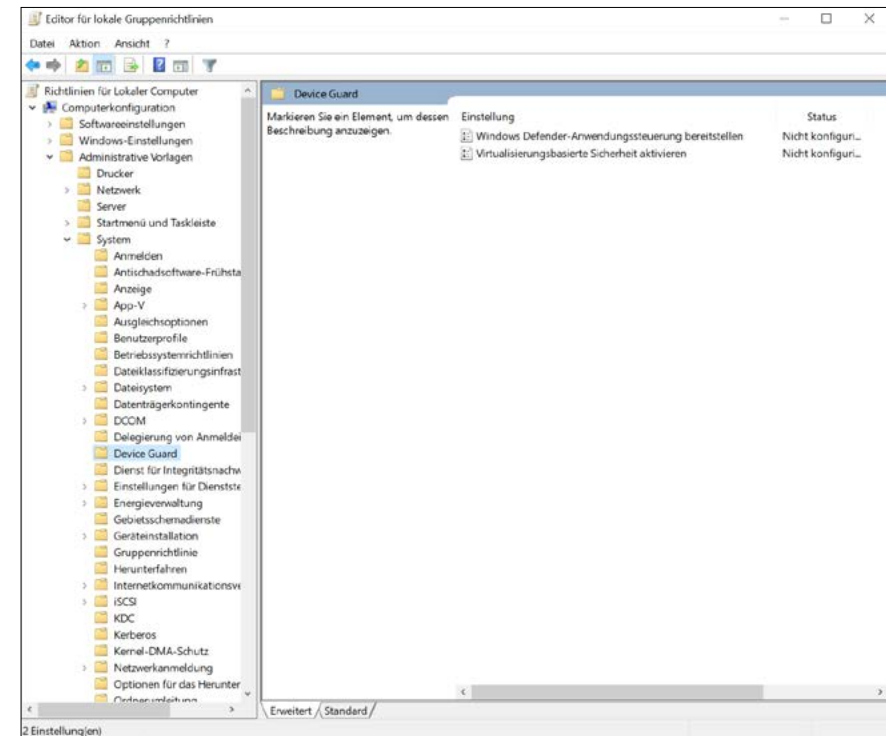 Editor für lokale Gruppenrichtlinien
Datei Aktion Ansicht ?
Richtlinien für Lokaler Computer
Computerkonfiguration
Softwareeinstellungen
Windows-Einstellungen
Administrative Vorlagen
Drucker
Netzwerk
Server
Startmenü und Taskleiste
System
Anmelden
Antischadsoftware-Frühsta
Anzeige
App-V
Ausgleichsoptionen
Benutzerprofile
Betriebssystemrichtlinien
Dateiklassifizierungsinfrast
Dateisystem
Datenträgerkontingente
DCOM
Delegierung von Anmeldei
Device Guard
Dienst für Integritätsnachw
Einstellungen für Dienstste
Energieverwaltung
Gebietsschemadienste
Geräteinstallation
Gruppenrichtlinie
Herunterfahren
Internetkommunikationsve
iSCSI
KDC
Kerberos
Kernel-DMA-Schutz
Netzwerkanmeldung
Optionen für das Herunter
Ordnerumleitung
Device Guard
Markieren Sie ein Element, um dessen
Beschreibung anzuzeigen.
Einstellung Status
Windows Defender-Anwendungssteuerung bereitstellen Nicht konfiguri...
Virtualisierungsbasierte Sicherheit aktivieren Nicht konfiguri...
Erweitert Standard
2 Einstellung(en)